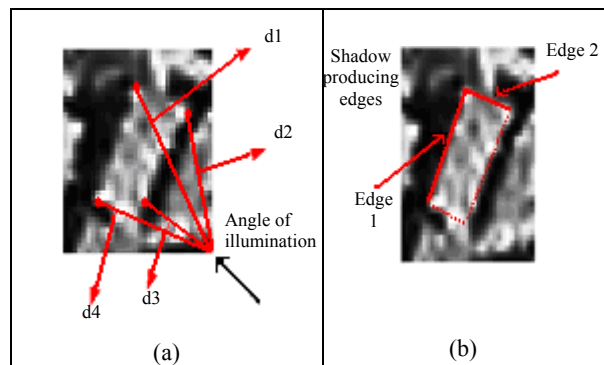 d1
d2
Angle of
illumination
d3
d4
(a)
Shadow
producing
edges
Edge 2
Edge
1
(b)